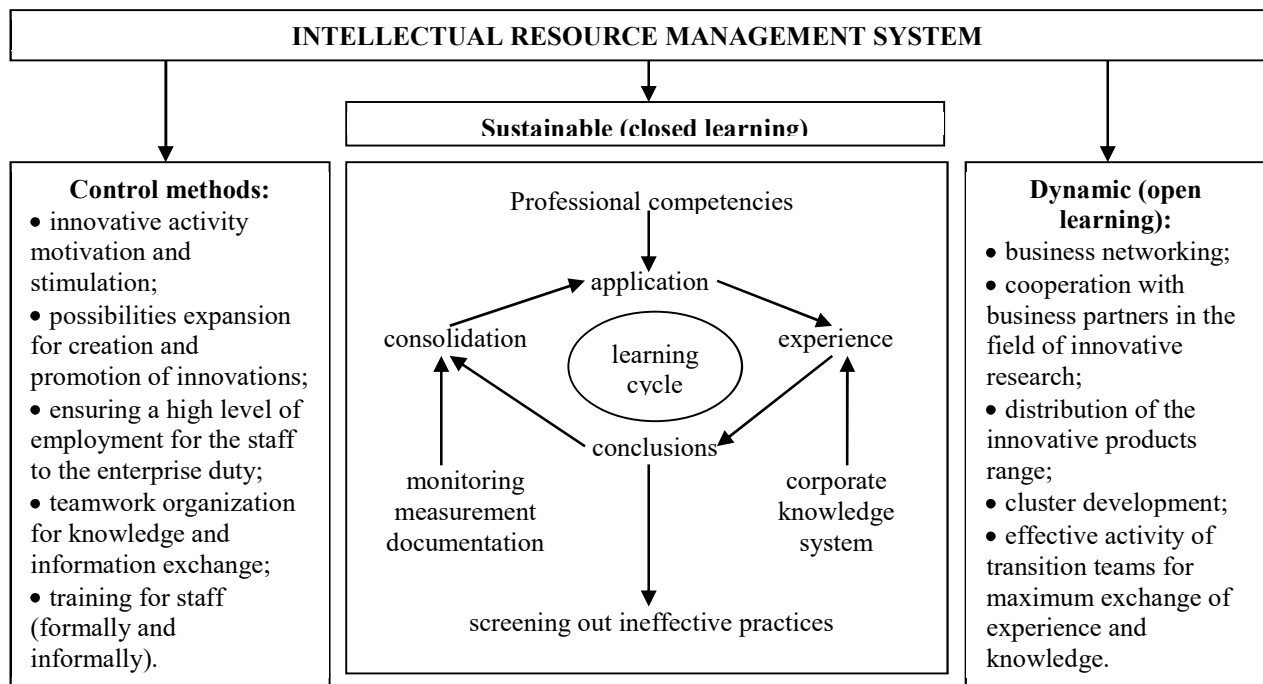 INTELLECTUAL RESOURCE MANAGEMENT SYSTEM
Sustainable (closed learning)
Control methods:
• innovative activity
motivation and
stimulation;
• possibilities expansion
for creation and
promotion of innovations;
• ensuring a high level of
employment for the staff
to the enterprise duty;
• teamwork organization
for knowledge and
information exchange;
• training for staff
(formally and
informally).
Professional competencies
application
consolidation
experience
learning
cycle
conclusions
monitoring
measurement
documentation
corporate
knowledge
system
screening out ineffective practices
Dynamic (open
learning):
• business networking;
• cooperation with
business partners in the
field of innovative
research;
• distribution of the
innovative products
range;
• cluster development;
• effective activity of
transition teams for
maximum exchange of
experience and
knowledge.